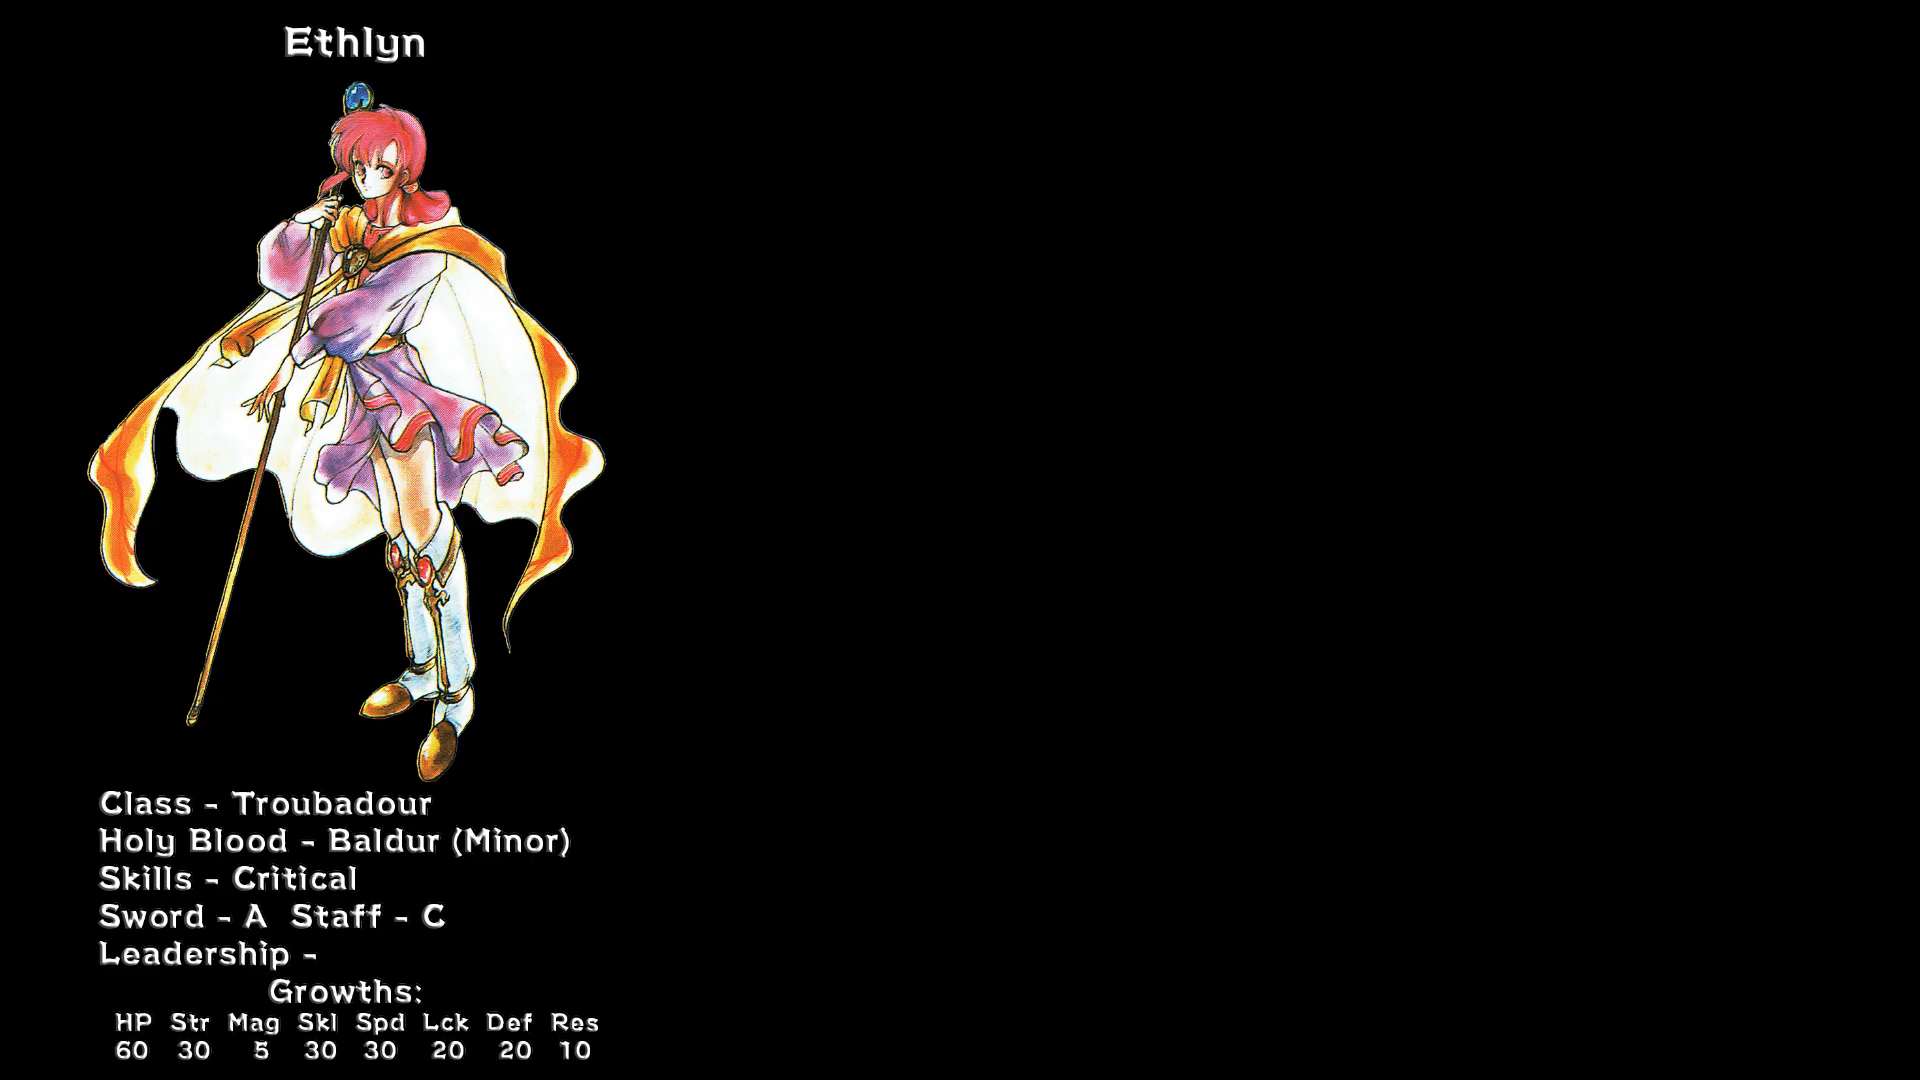 Ethlyn
Class - Troubadour
Holy Blood - Baldur (Minor)
Skills - Critical
Sword - A  Staff - C
Leadership -
Growths:
HP Str Mag Skl Spd Lck Def Res
60 30 5 30 30 20 20 10